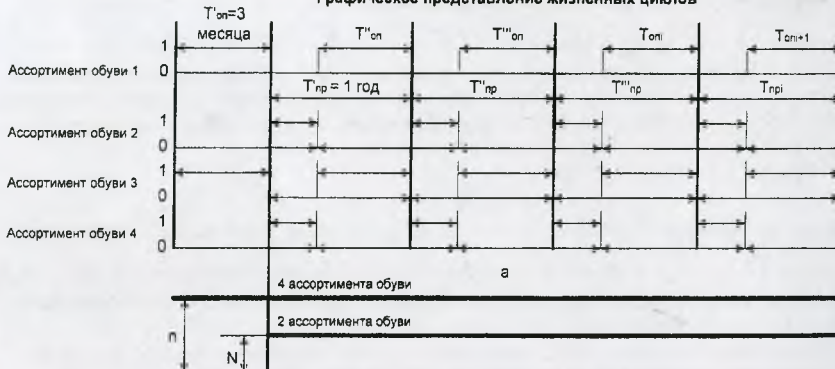 Графическое представление жизненных циклов
T'оп=3
месяца
T''оп
T'''оп
Tопi
Tопi+1
1
Ассортимент обуви 1
0
T'пр = 1 год
T''пр
T'''пр
Tпрi
1
Ассортимент обуви 2
0
1
Ассортимент обуви 3
0
1
Ассортимент обуви 4
0
а
4 ассортимента обуви
2 ассортимента обуви
n
N